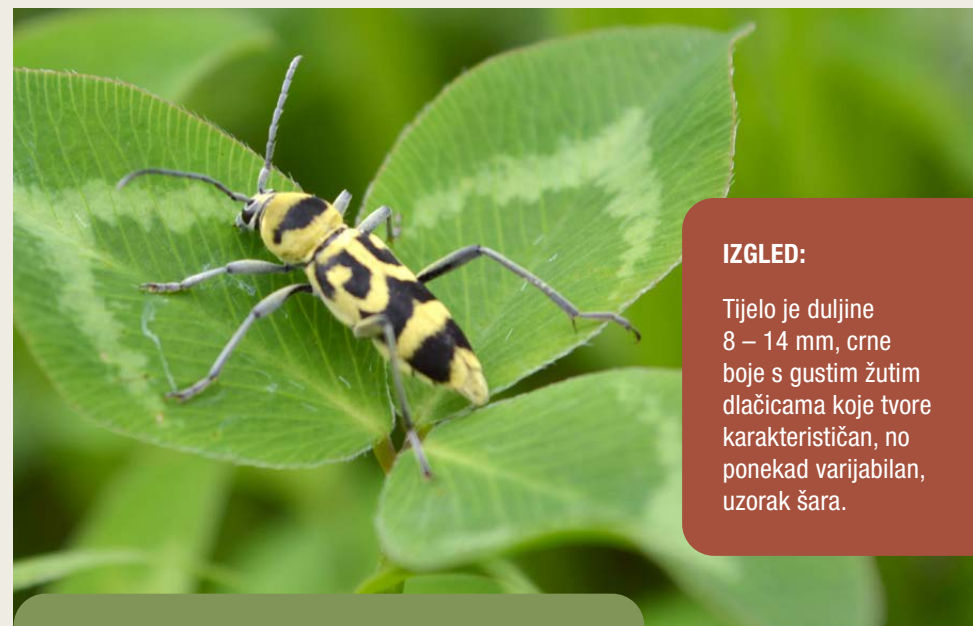 IZGLED:
Tijelo je duljine
8 – 14 mm, crne
boje s gustim žutim
dlačicama koje tvore
karakterističan, no
ponekad varijabilan,
uzorak šara.